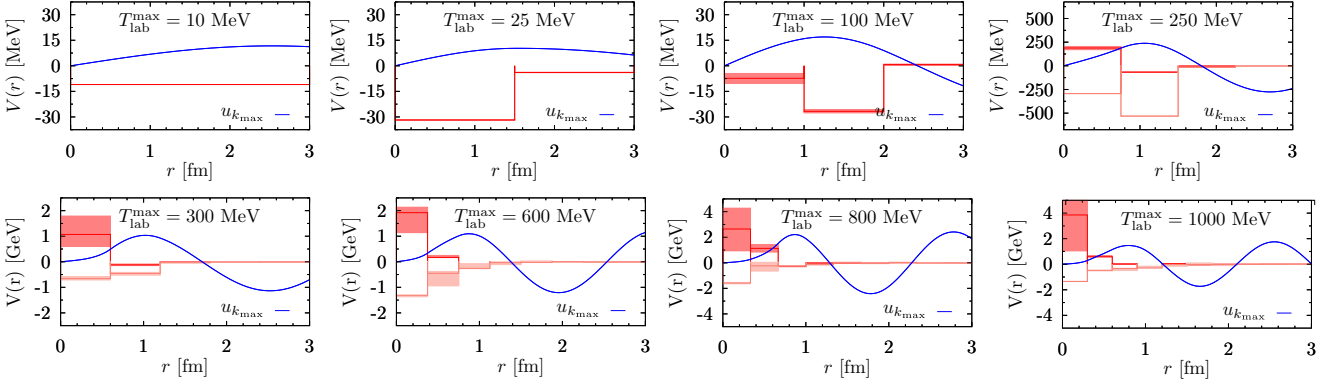 T_lab^max = 10 MeV
V(r) [MeV]
30
15
0
-15
-30
u_kmax
0 1 2 3
r [fm]
T_lab^max = 25 MeV
V(r) [MeV]
30
15
0
-15
-30
u_kmax
0 1 2 3
r [fm]
T_lab^max = 100 MeV
V(r) [MeV]
30
15
0
-15
-30
u_kmax
0 1 2 3
r [fm]
T_lab^max = 250 MeV
V(r) [MeV]
500
250
0
-250
-500
u_kmax
0 1 2 3
r [fm]
T_lab^max = 300 MeV
V(r) [GeV]
2
1
0
-1
-2
u_kmax
0 1 2 3
r [fm]
T_lab^max = 600 MeV
V(r) [GeV]
2
1
0
-1
-2
u_kmax
0 1 2 3
r [fm]
T_lab^max = 800 MeV
V(r) [GeV]
4
2
0
-2
-4
u_kmax
0 1 2 3
r [fm]
T_lab^max = 1000 MeV
V(r) [GeV]
4
2
0
-2
-4
u_kmax
0 1 2 3
r [fm]